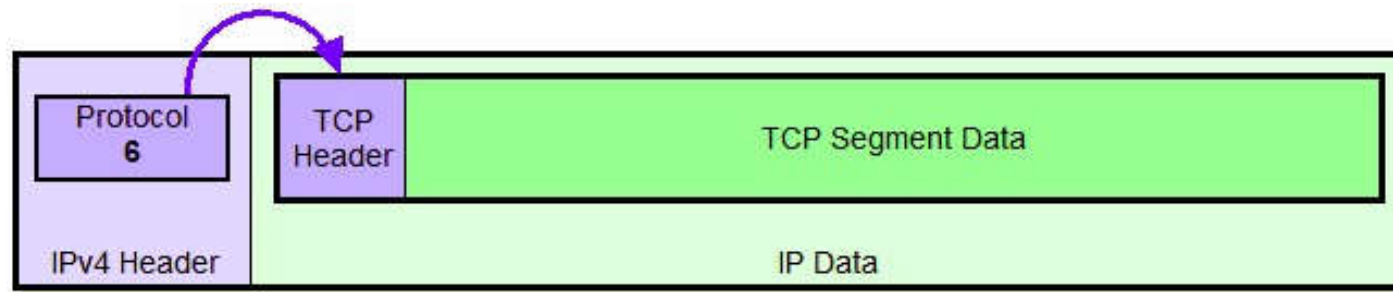 Protocol
6
TCP
Header
TCP Segment Data
IPv4 Header
IP Data